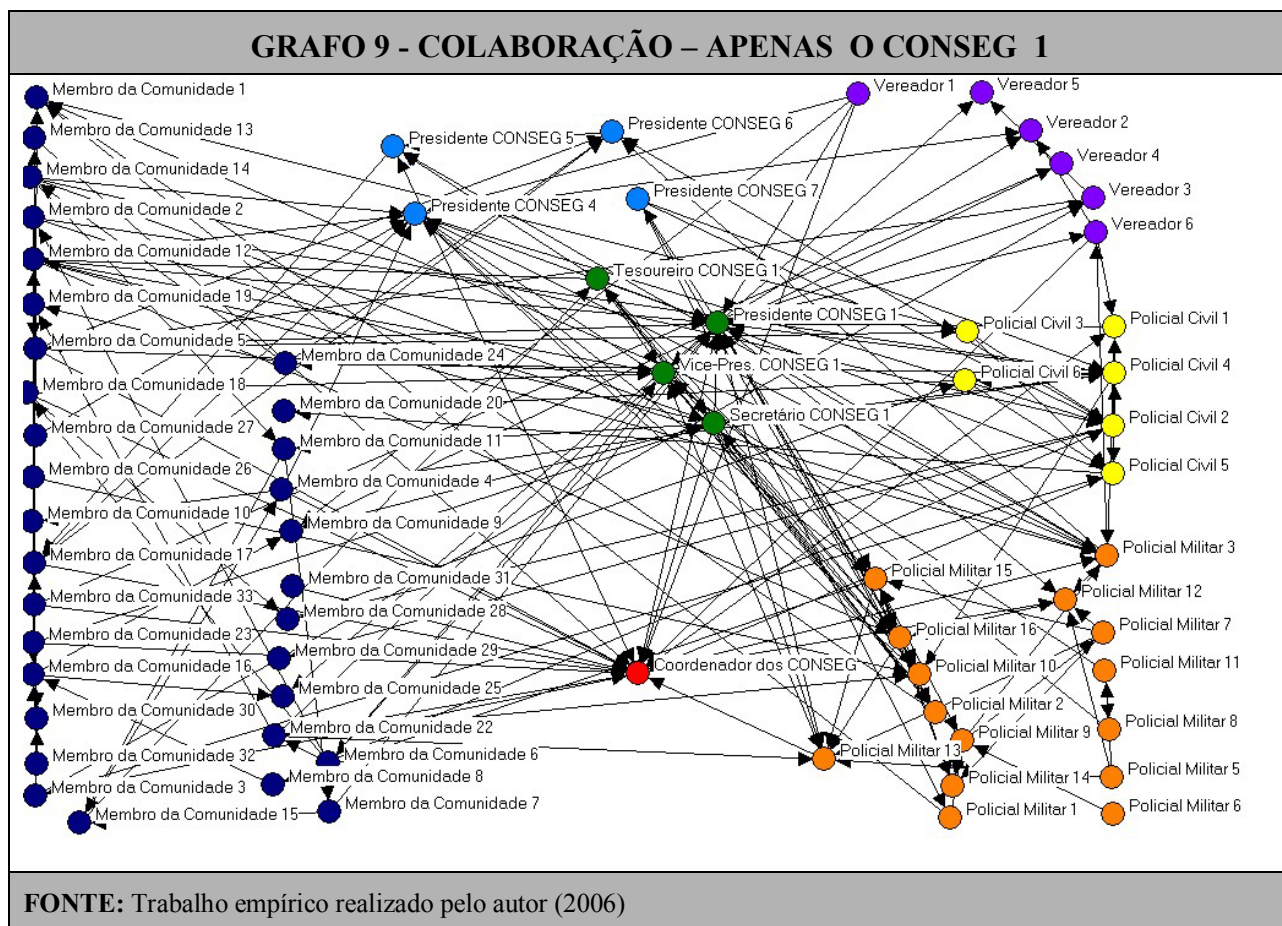 GRAFO 9 - COLABORAÇÃO – APENAS O CONSEG 1
Membro da Comunidade 1
Membro da Comunidade 13
Membro da Comunidade 14
Membro da Comunidade 2
Membro da Comunidade 12
Membro da Comunidade 19
Membro da Comunidade 5
Membro da Comunidade 18
Membro da Comunidade 27
Membro da Comunidade 26
Membro da Comunidade 10
Membro da Comunidade 17
Membro da Comunidade 33
Membro da Comunidade 23
Membro da Comunidade 16
Membro da Comunidade 30
Membro da Comunidade 32
Membro da Comunidade 3
Membro da Comunidade 15
Membro da Comunidade 24
Membro da Comunidade 20
Membro da Comunidade 11
Membro da Comunidade 4
Membro da Comunidade 9
Membro da Comunidade 31
Membro da Comunidade 28
Membro da Comunidade 29
Membro da Comunidade 25
Membro da Comunidade 22
Membro da Comunidade 6
Membro da Comunidade 8
Membro da Comunidade 7
Presidente CONSEG 5
Presidente CONSEG 6
Presidente CONSEG 7
Presidente CONSEG 4
Tesoureiro CONSEG 1
Presidente CONSEG 1
Vice-Pres. CONSEG 1
Secretário CONSEG 1
Coordenador dos CONSEG
Vereador 1
Vereador 5
Vereador 2
Vereador 4
Vereador 3
Vereador 6
Policial Civil 3
Policial Civil 1
Policial Civil 6
Policial Civil 4
Policial Civil 2
Policial Civil 5
Policial Militar 3
Policial Militar 15
Policial Militar 12
Policial Militar 16
Policial Militar 7
Policial Militar 10
Policial Militar 11
Policial Militar 2
Policial Militar 9
Policial Militar 8
Policial Militar 13
Policial Militar 14
Policial Militar 5
Policial Militar 1
Policial Militar 6
FONTE: Trabalho empírico realizado pelo autor (2006)